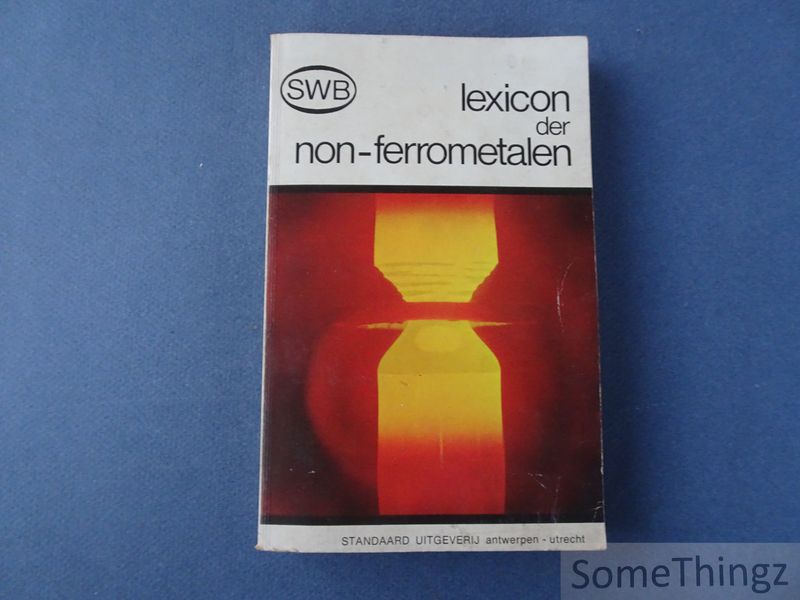 SWB
lexicon
der
non-ferrometalen
STANDAARD UITGEVERIJ antwerpen - utrecht
SomeThingz